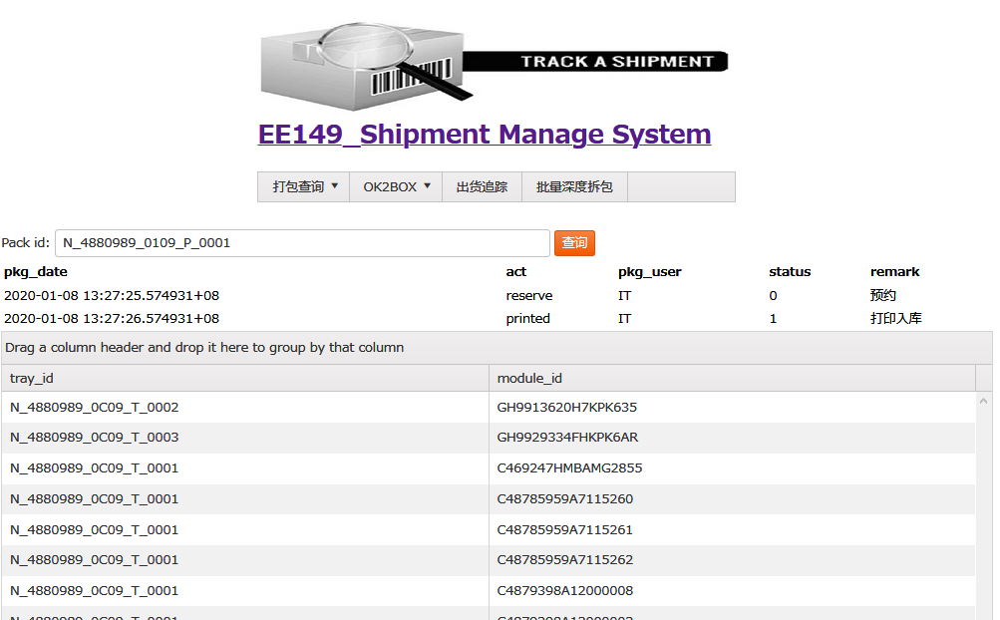 TRACK A SHIPMENT
EE149_Shipment Manage System
打包查询 OK2BOX 出货追踪 批量深度拆包
Pack id: N_4880989_0109_P_0001 查询
pkg_date act pkg_user status remark
2020-01-08 13:27:25.574931+08 reserve IT 0 预约
2020-01-08 13:27:26.574931+08 printed IT 1 打印入库
Drag a column header and drop it here to group by that column
tray_id module_id
N_4880989_0C09_T_0002 GH9913620H7KPK635
N_4880989_0C09_T_0003 GH9929334FHKPK6AR
N_4880989_0C09_T_0001 C469247HMBAMG2855
N_4880989_0C09_T_0001 C48785959A7115260
N_4880989_0C09_T_0001 C48785959A7115261
N_4880989_0C09_T_0001 C48785959A7115262
N_4880989_0C09_T_0001 C4879398A12000008